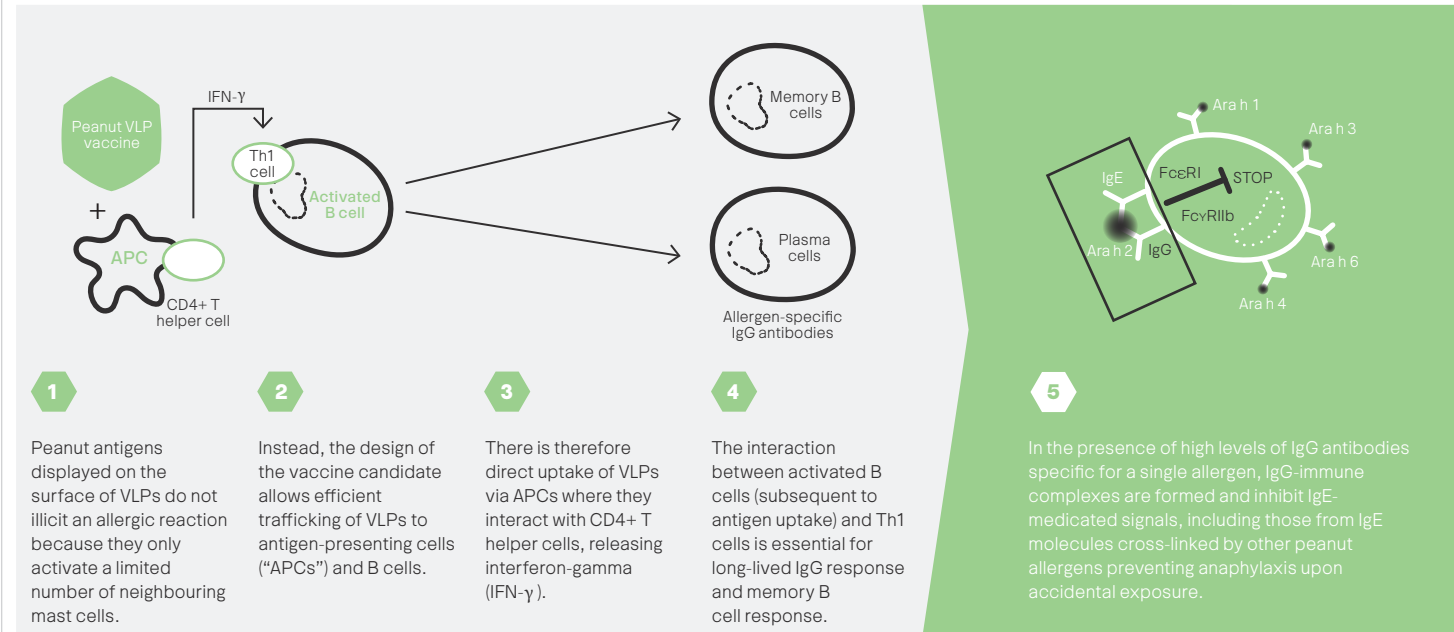 Peanut VLP
vaccine
+
APC
CD4+ T
helper cell
IFN-γ
Th1
cell
Activated
B cell
Memory B
cells
Plasma
cells
Allergen-specific
IgG antibodies
Ara h 1
Ara h 3
IgE
FcεRI
STOP
FcγRIIb
Ara h 2
IgG
Ara h 6
Ara h 4
1
Peanut antigens
displayed on the
surface of VLPs do not
illicit an allergic reaction
because they only
activate a limited
number of neighbouring
mast cells.
2
Instead, the design of
the vaccine candidate
allows efficient
trafficking of VLPs to
antigen-presenting cells
(“APCs”) and B cells.
3
There is therefore
direct uptake of VLPs
via APCs where they
interact with CD4+ T
helper cells, releasing
interferon-gamma
(IFN-γ ).
4
The interaction
between activated B
cells (subsequent to
antigen uptake) and Th1
cells is essential for
long-lived IgG response
and memory B
cell response.
5
In the presence of high levels of IgG antibodies
specific for a single allergen, IgG-immune
complexes are formed and inhibit IgE-
medicated signals, including those from IgE
molecules cross-linked by other peanut
allergens preventing anaphylaxis upon
accidental exposure.